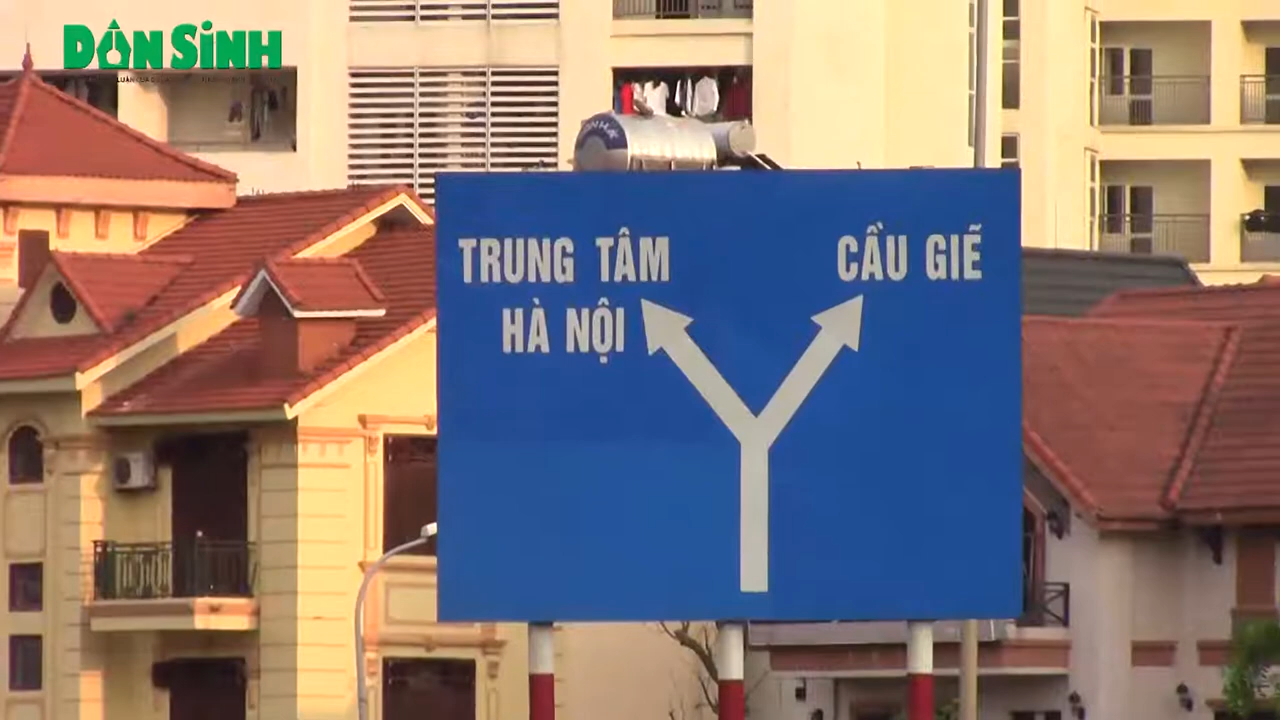 DÂN SINH
TRUNG TÂM
HÀ NỘI
CẦU GIẼ